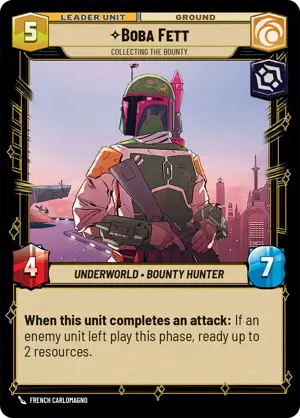 LEADER UNIT
GROUND
5
BOBA FETT
COLLECTING THE BOUNTY
4
UNDERWORLD • BOUNTY HUNTER
7
When this unit completes an attack: If an
enemy unit left play this phase, ready up to
2 resources.
FRENCH CARLOMAGNO